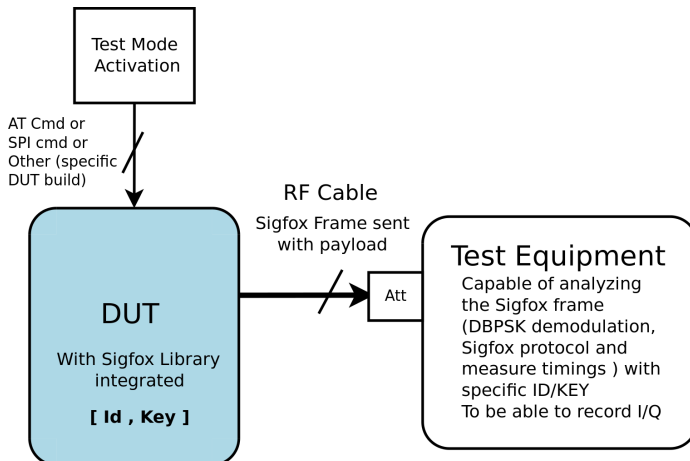 Test Mode
Activation
AT Cmd or
SPI cmd or
Other (specific
DUT build)
RF Cable
Sigfox Frame sent
with payload
Att
DUT
With Sigfox Library
integrated
[ Id , Key ]
Test Equipment
Capable of analyzing
the Sigfox frame
(DBPSK demodulation,
Sigfox protocol and
measure timings ) with
specific ID/KEY
To be able to record I/Q